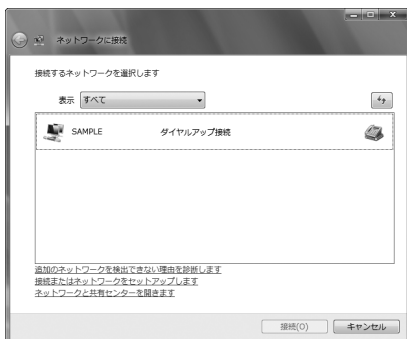 ネットワークに接続
接続するネットワークを選択します
表示 すべて
SAMPLE ダイヤルアップ接続
追加のネットワークを検出できない理由を診断します
接続またはネットワークをセットアップします
ネットワークと共有センターを開きます
接続(O) キャンセル